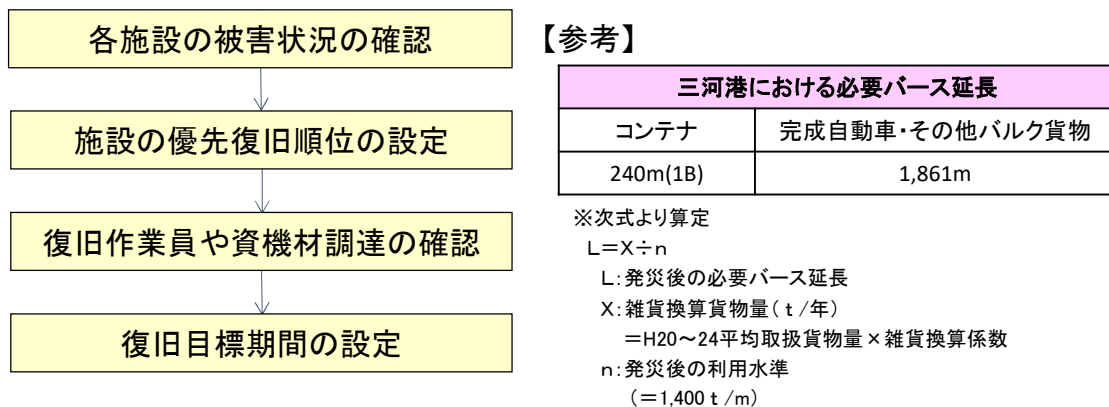 各施設の被害状況の確認
施設の優先復旧順位の設定
復旧作業員や資機材調達の確認
復旧目標期間の設定
【参考】
三河港における必要バース延長
コンテナ 完成自動車・その他バルク貨物
240m(1B) 1,861m
※次式より算定
L=X÷n
L:発災後の必要バース延長
X:雑貨換算貨物量(t/年)
=H20~24平均取扱貨物量×雑貨換算係数
n:発災後の利用水準
(=1,400t/m)